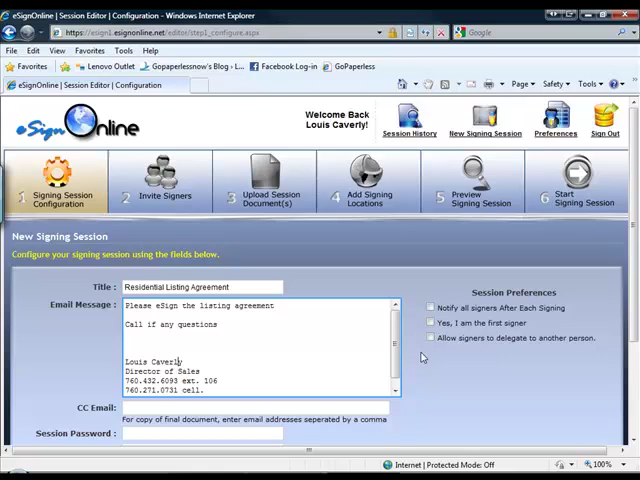 eSignOnline | Session Editor | Configuration - Windows Internet Explorer
https://esign1.esignonline.net/editor/step1_configure.aspx
Google
File Edit View Favorites Tools Help
Favorites Lenovo Outlet Gopaperlessnow's Blog L... Facebook Log-in GoPaperless
eSignOnline | Session Editor | Configuration
Page Safety Tools
eSign Online
Welcome Back
Louis Caverly!
Session History New Signing Session Preferences Sign Out
1 Signing Session Configuration
2 Invite Signers
3 Upload Session Document(s)
4 Add Signing Locations
5 Preview Signing Session
6 Start Signing Session
New Signing Session
Configure your signing session using the fields below.
Title : Residential Listing Agreement
Email Message : Please eSign the listing agreement
Call if any questions
Louis Caverly
Director of Sales
760.432.6093 ext. 106
760.271.0731 cell.
Session Preferences
Notify all signers After Each Signing
Yes, I am the first signer
Allow signers to delegate to another person.
CC Email:
For copy of final document, enter email addresses seperated by a comma
Session Password :
Internet | Protected Mode: Off
100%